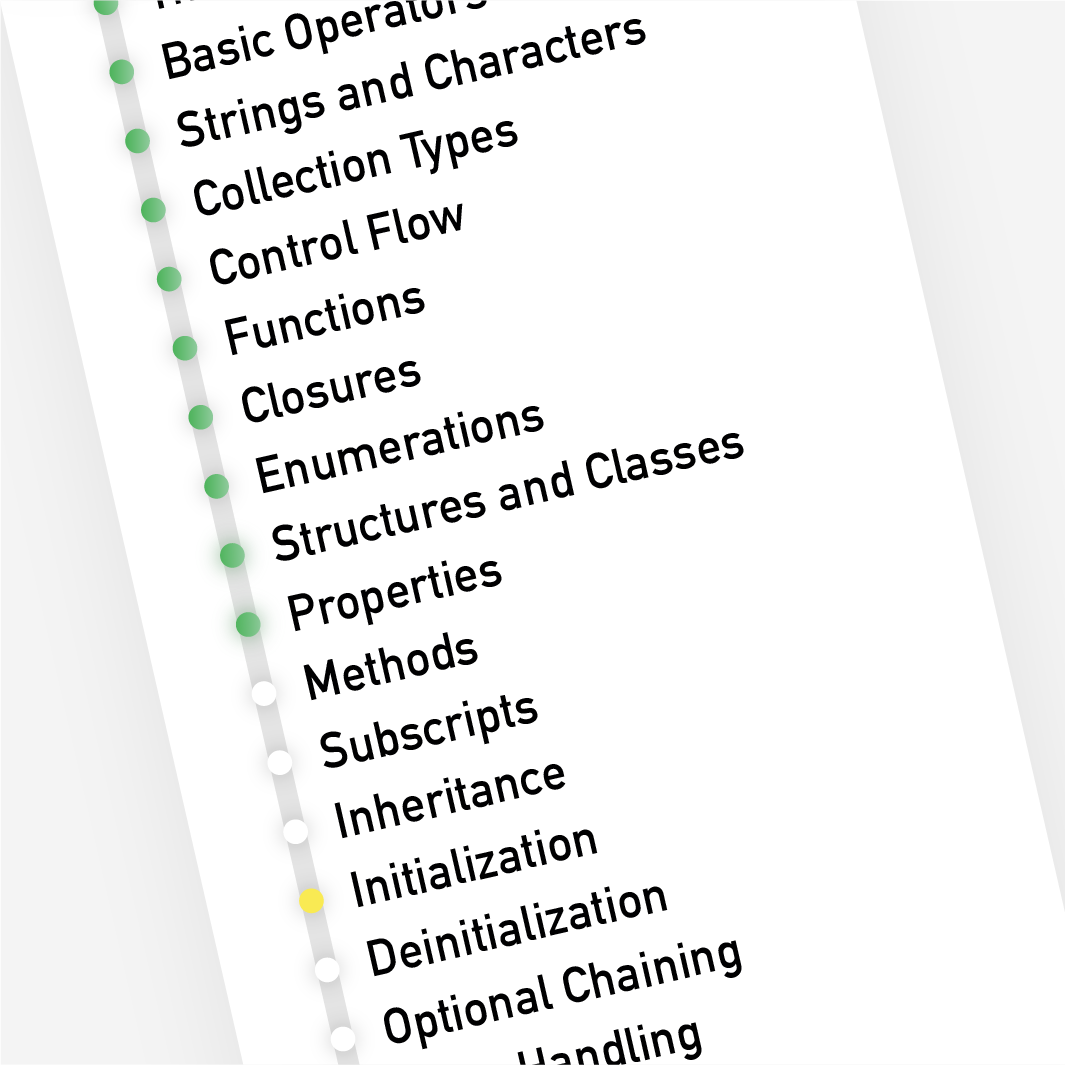 Basic Operators
Strings and Characters
Collection Types
Control Flow
Functions
Closures
Enumerations
Structures and Classes
Properties
Methods
Subscripts
Inheritance
Initialization
Deinitialization
Optional Chaining
Handling